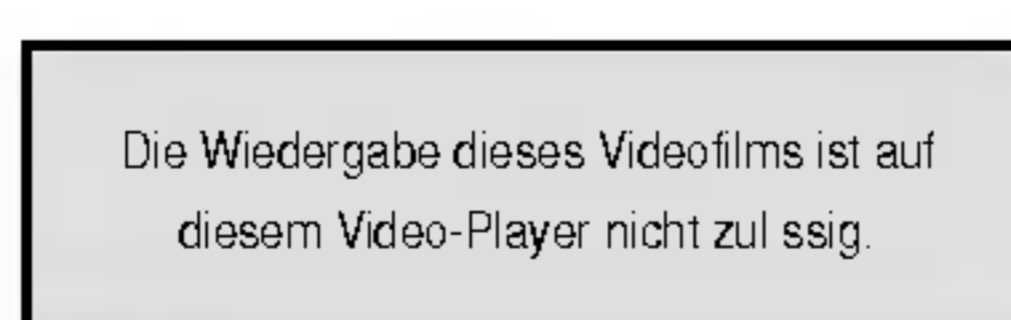 Die Wiedergabe dieses Videofilms ist auf
diesem Video-Player nicht zul ssig.